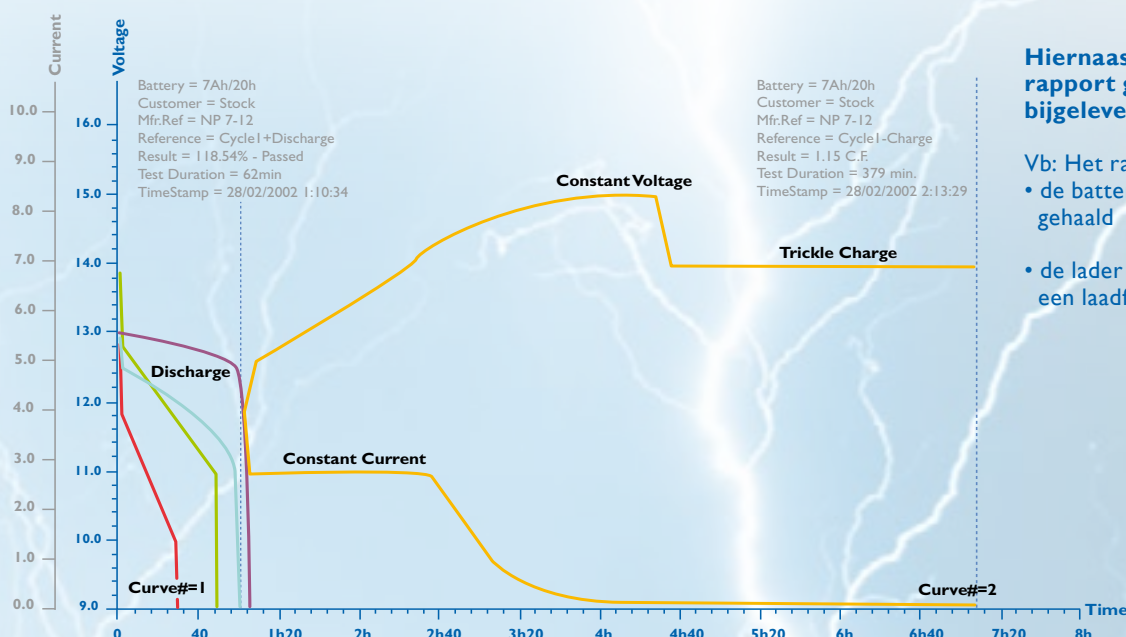 Current
Voltage
10.0
9.0
8.0
7.0
6.0
5.0
4.0
3.0
2.0
1.0
0.0
16.0
15.0
14.0
13.0
12.0
11.0
10.0
9.0
Battery = 7Ah/20h
Customer = Stock
Mfr.Ref = NP 7-12
Reference = Cycle1+Discharge
Result = 118.54% - Passed
Test Duration = 62min
TimeStamp = 28/02/2002 1:10:34
Battery = 7Ah/20h
Customer = Stock
Mfr.Ref = NP 7-12
Reference = Cycle1-Charge
Result = 1.15 C.F.
Test Duration = 379 min.
TimeStamp = 28/02/2002 2:13:29
Constant Voltage
Trickle Charge
Discharge
Constant Current
Curve#=1
Curve#=2
Time
0 40 1h20 2h 2h40 3h20 4h 4h40 5h20 6h 6h40 7h20 8h
Hiernaas
rapport g
bijgeleve
Vb: Het ra
• de batte
gehaald
• de lader
een laadf